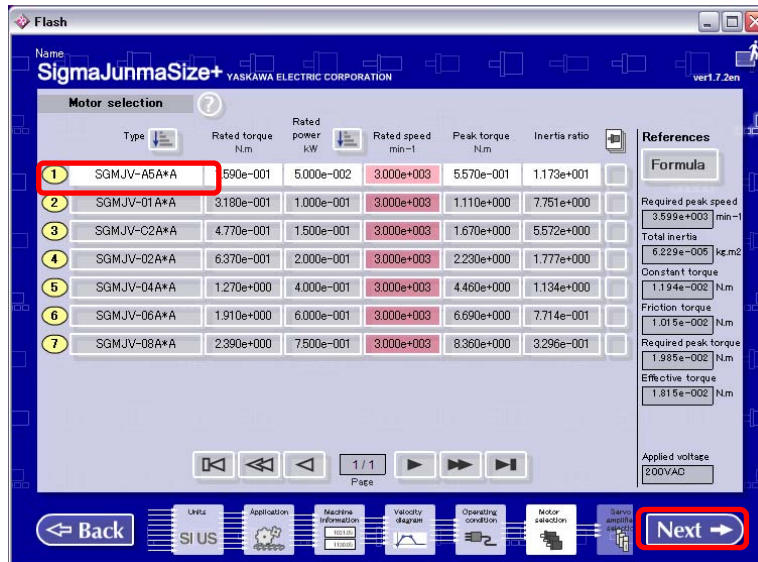 Flash
Name
SigmaJunmaSize+ YASKAWA ELECTRIC CORPORATION
ver1.7.2en
Motor selection ?
Type Rated torque N.m Rated power kW Rated speed min-1 Peak torque N.m Inertia ratio
1 SGMJV-A5A*A .590e-001 5.000e-002 3.000e+003 5.570e-001 1.173e+001
2 SGMJV-01A*A 3.180e-001 1.000e-001 3.000e+003 1.110e+000 7.751e+000
3 SGMJV-C2A*A 4.770e-001 1.500e-001 3.000e+003 1.670e+000 5.572e+000
4 SGMJV-02A*A 6.370e-001 2.000e-001 3.000e+003 2.230e+000 1.777e+000
5 SGMJV-04A*A 1.270e+000 4.000e-001 3.000e+003 4.460e+000 1.134e+000
6 SGMJV-06A*A 1.910e+000 6.000e-001 3.000e+003 6.690e+000 7.714e-001
7 SGMJV-08A*A 2.390e+000 7.500e-001 3.000e+003 8.360e+000 3.296e-001
References
Formula
Required peak speed
3.599e+003 min-1
Total inertia
6.229e-005 kg.m2
Constant torque
1.194e-002 N.m
Friction torque
1.015e-002 N.m
Required peak torque
1.985e-002 N.m
Effective torque
1.815e-002 N.m
Applied voltage
200VAC
1/1
Page
Back
Units
SI US
Application
Machine information
Velocity diagram
Operating condition
Motor selection
Servo amplifie selectio
Next